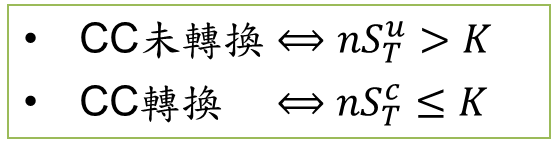 • CC未轉換 ⟺ nS_T^u > K
• CC轉換 ⟺ nS_T^c ≤ K